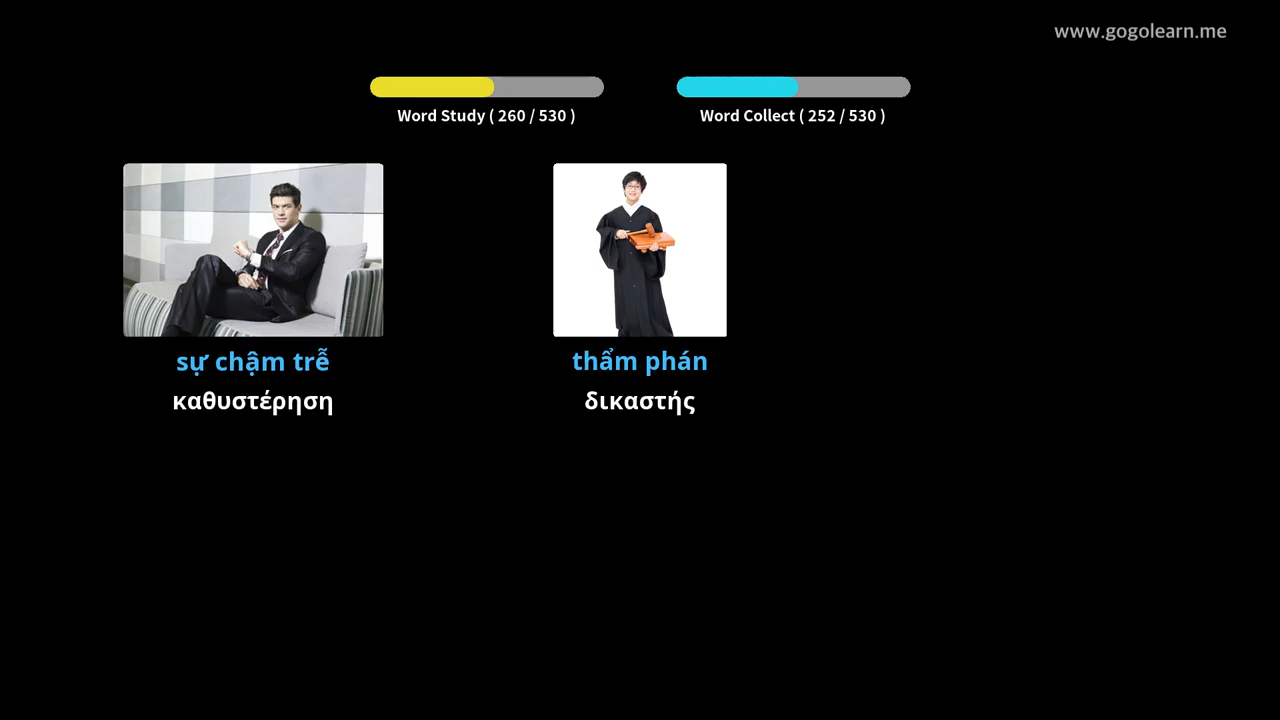 www.gogolearn.me
Word Study ( 260 / 530 )
Word Collect ( 252 / 530 )
sự chậm trễ
thẩm phán
καθυστέρηση
δικαστής